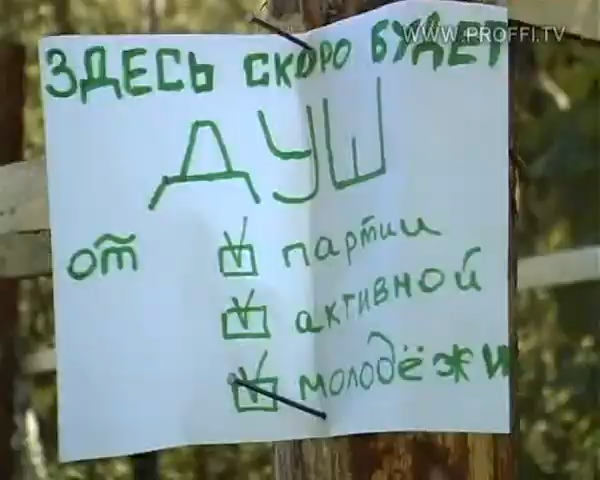 WWW.PROFFI.TV
ЗДЕСЬ СКОРО БУДЕТ
ДУШ
от партии
активной
молодёжи